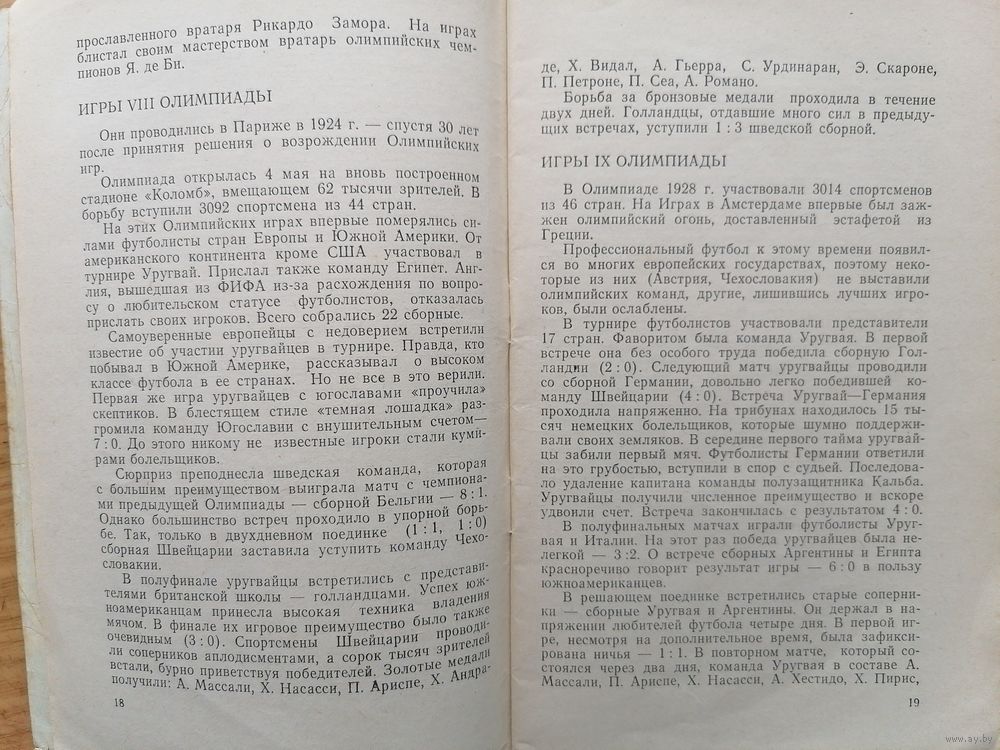 прославленного вратаря Рикардо Замора. На играх
блистал своим мастерством вратарь олимпийских чем-
пионов Я. де Би.
ИГРЫ VIII ОЛИМПИАДЫ
Они проводились в Париже в 1924 г. — спустя 30 лет
после принятия решения о возрождении Олимпийских
игр.
Олимпиада открылась 4 мая на вновь построенном
стадионе «Коломб», вмещающем 62 тысячи зрителей. В
борьбу вступили 3092 спортсмена из 44 стран.
На этих Олимпийских играх впервые померялись си-
лами футболисты стран Европы и Южной Америки. От
американского континента кроме США участвовал в
турнире Уругвай. Прислал также команду Египет. Анг-
лия, вышедшая из ФИФА из-за расхождения по вопро-
су о любительском статусе футболистов, отказалась
прислать своих игроков. Всего собрались 22 сборные.
Самоуверенные европейцы с недоверием встретили
известие об участии уругвайцев в турнире. Правда, кто
побывал в Южной Америке, рассказывал о высоком
классе футбола в ее странах. Но не все в это верили.
Первая же игра уругвайцев с югославами «проучила»
скептиков. В блестящем стиле «темная лошадка» раз-
громила команду Югославии с внушительным счетом—
7:0. До этого никому не известные игроки стали куми-
рами болельщиков.
Сюрприз преподнесла шведская команда, которая
с большим преимуществом выиграла матч с чемпиона-
ми предыдущей Олимпиады — сборной Бельгии — 8:1.
Однако большинство встреч проходило в упорной борь-
бе. Так, только в двухдневном поединке (1:1, 1:0)
сборная Швейцарии заставила уступить команду Чехо-
словакии.
В полуфинале уругвайцы встретились с представи-
телями британской школы — голландцами. Успех юж-
ноамериканцам принесла высокая техника владения
мячом. В финале их игровое преимущество было также
очевидным (3:0). Спортсмены Швейцарии проводи-
ли соперников аплодисментами, а сорок тысяч зрителей
встали, бурно приветствуя победителей. Золотые медали
получили: А. Массали, Х. Насасси, П. Ариспе, Х. Андра-
18
де, Х. Видал, А. Гьерра, С. Урдинаран, Э. Скароне,
П. Петроне, П. Сеа, А. Романо.
Борьба за бронзовые медали проходила в течение
двух дней. Голландцы, отдавшие много сил в предыду-
щих встречах, уступили 1:3 шведской сборной.
ИГРЫ IX ОЛИМПИАДЫ
В Олимпиаде 1928 г. участвовали 3014 спортсменов
из 46 стран. На Играх в Амстердаме впервые был заж-
жен олимпийский огонь, доставленный эстафетой из
Греции.
Профессиональный футбол к этому времени появил-
ся во многих европейских государствах, поэтому неко-
торые из них (Австрия, Чехословакия) не выставили
олимпийских команд, другие, лишившись лучших игро-
ков, были ослаблены.
В турнире футболистов участвовали представители
17 стран. Фаворитом была команда Уругвая. В первой
встрече она без особого труда победила сборную Гол-
ландии (2:0). Следующий матч уругвайцы проводили
со сборной Германии, довольно легко победившей ко-
манду Швейцарии (4:0). Встреча Уругвай—Германия
проходила напряженно. На трибунах находилось 15 ты-
сяч немецких болельщиков, которые шумно поддержи-
вали своих земляков. В середине первого тайма уругвай-
цы забили первый мяч. Футболисты Германии ответили
на это грубостью, вступили в спор с судьей. Последова-
ло удаление капитана команды полузащитника Кальба.
Уругвайцы получили численное преимущество и вскоре
удвоили счет. Встреча закончилась с результатом 4:0.
В полуфинальных матчах играли футболисты Уруг-
вая и Италии. На этот раз победа уругвайцев была не-
легкой — 3:2. О встрече сборных Аргентины и Египта
красноречиво говорит результат игры — 6:0 в пользу
южноамериканцев.
В решающем поединке встретились старые соперни-
ки — сборные Уругвая и Аргентины. Он держал в на-
пряжении любителей футбола четыре дня. В первой иг-
ре, несмотря на дополнительное время, была зафикси-
рована ничья — 1:1. В повторном матче, который со-
стоялся через два дня, команда Уругвая в составе А.
Массали, П. Ариспе, Х. Насасси, А. Хестидо, Х. Пирис,
19
www.ay.by